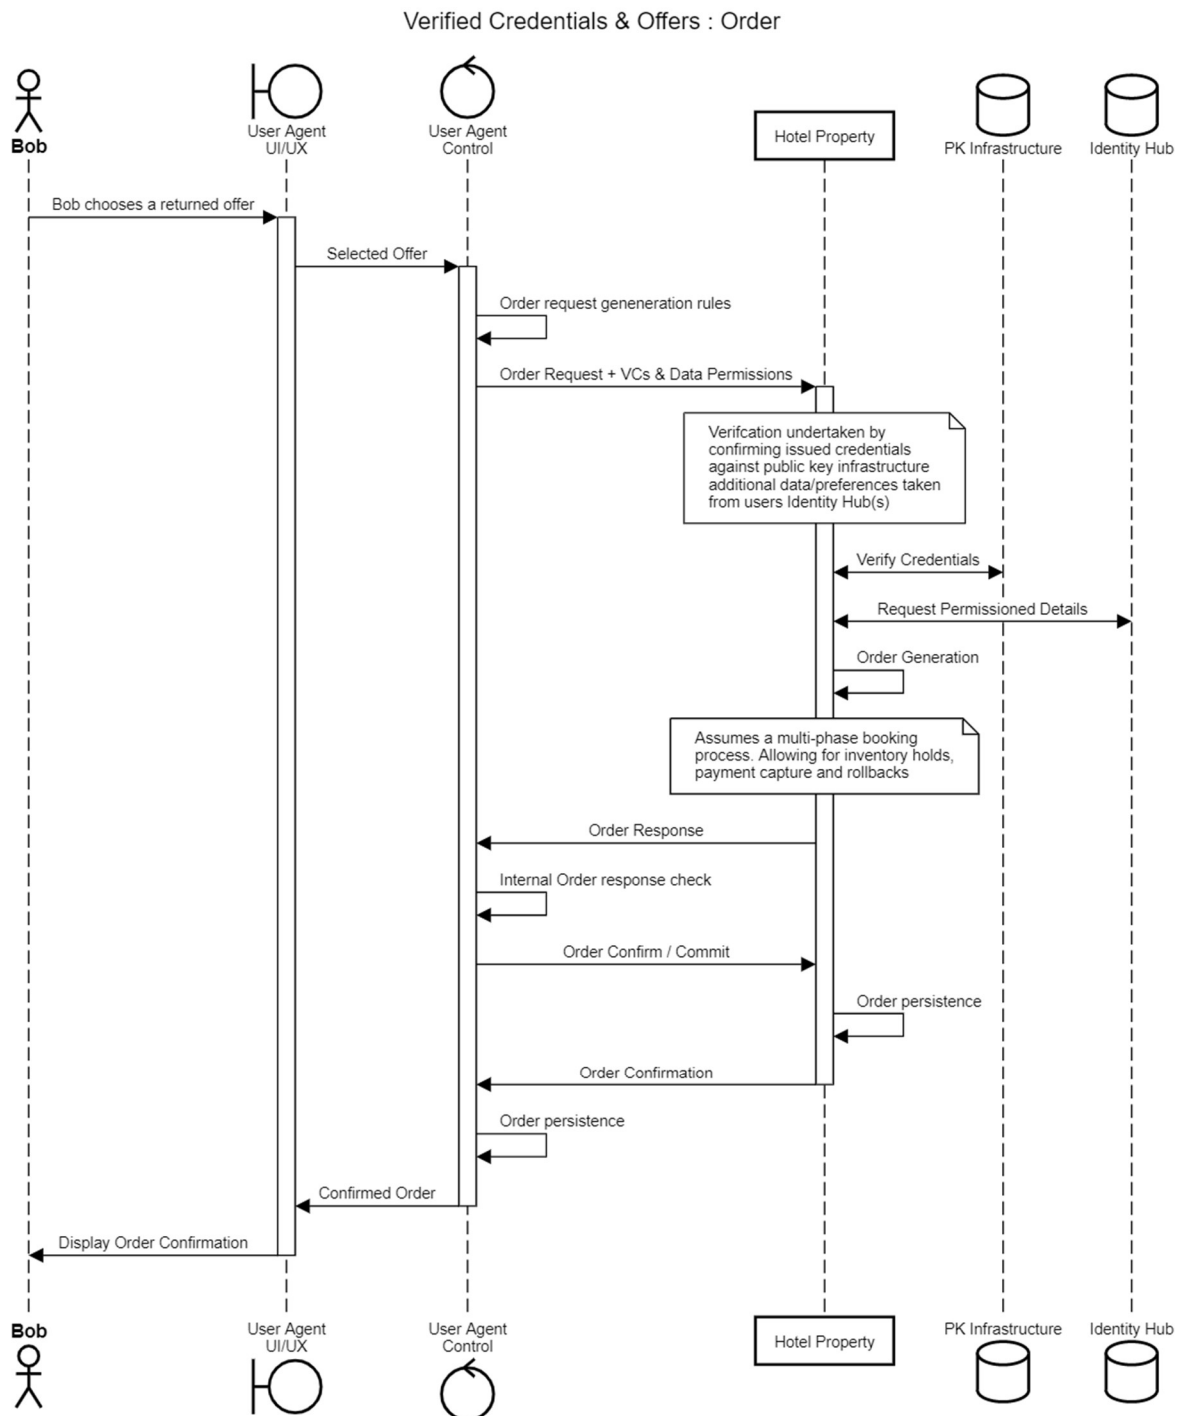 Verified Credentials & Offers : Order
Bob
User Agent
UI/UX
User Agent
Control
Hotel Property
PK Infrastructure
Identity Hub
Bob chooses a returned offer
Selected Offer
Order request geneneration rules
Order Request + VCs & Data Permissions
Verifcation undertaken by
confirming issued credentials
against public key infrastructure
additional data/preferences taken
from users Identity Hub(s)
Verify Credentials
Request Permissioned Details
Order Generation
Assumes a multi-phase booking
process. Allowing for inventory holds,
payment capture and rollbacks
Order Response
Internal Order response check
Order Confirm / Commit
Order persistence
Order Confirmation
Order persistence
Confirmed Order
Display Order Confirmation
Bob
User Agent
UI/UX
User Agent
Control
Hotel Property
PK Infrastructure
Identity Hub